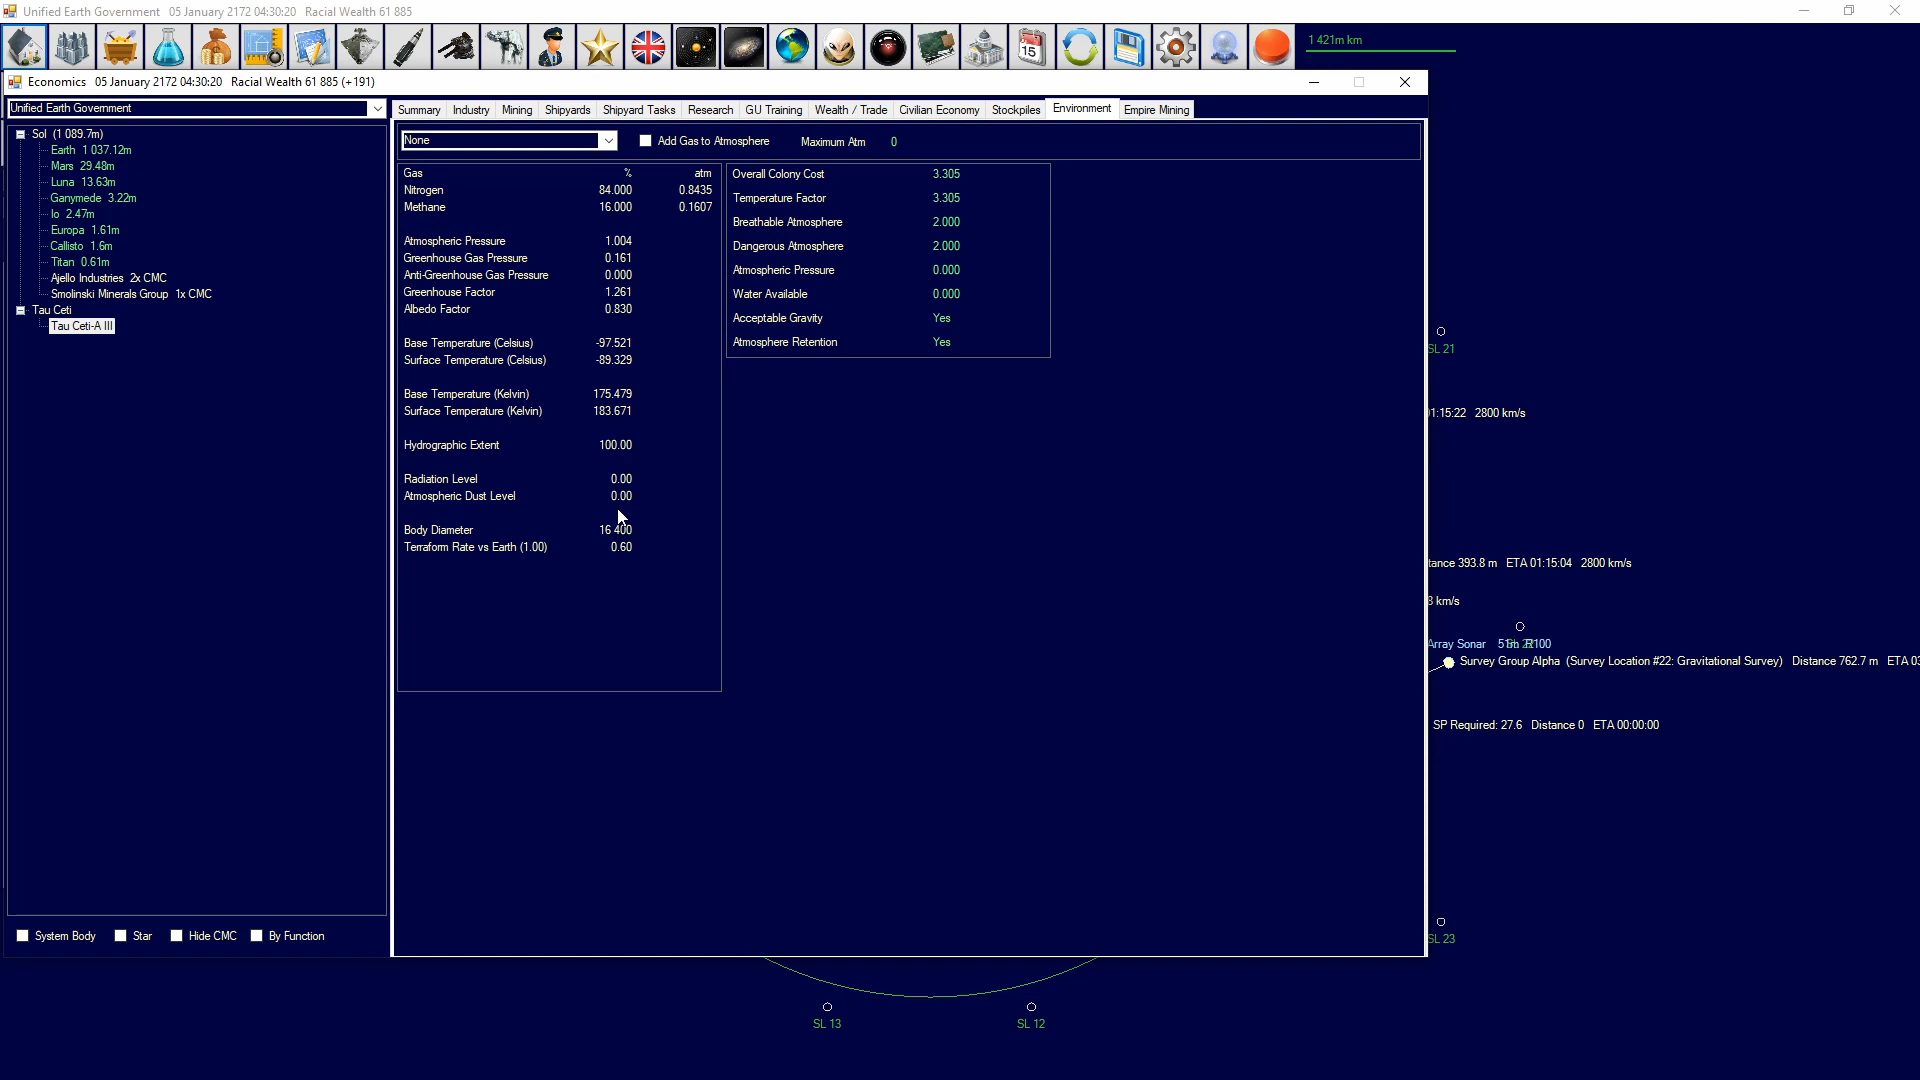 Unified Earth Government 05 January 2172 04:30:20 Racial Wealth 61 885
15
1 421m km
Economics 05 January 2172 04:30:20 Racial Wealth 61 885 (+191)
Unified Earth Government
Summary Industry Mining Shipyards Shipyard Tasks Research GU Training Wealth / Trade Civilian Economy Stockpiles Environment Empire Mining
Sol (1 089.7m)
Earth 1 037.12m
Mars 29.48m
Luna 13.63m
Ganymede 3.22m
Io 2.47m
Europa 1.61m
Callisto 1.6m
Titan 0.61m
Ajello Industries 2x CMC
Smolinski Minerals Group 1x CMC
Tau Ceti
Tau Ceti-A III
System Body Star Hide CMC By Function
None Add Gas to Atmosphere Maximum Atm 0
Gas % atm
Nitrogen 84.000 0.8435
Methane 16.000 0.1607
Atmospheric Pressure 1.004
Greenhouse Gas Pressure 0.161
Anti-Greenhouse Gas Pressure 0.000
Greenhouse Factor 1.261
Albedo Factor 0.830
Base Temperature (Celsius) -97.521
Surface Temperature (Celsius) -89.329
Base Temperature (Kelvin) 175.479
Surface Temperature (Kelvin) 183.671
Hydrographic Extent 100.00
Radiation Level 0.00
Atmospheric Dust Level 0.00
Body Diameter 16 400
Terraform Rate vs Earth (1.00) 0.60
Overall Colony Cost 3.305
Temperature Factor 3.305
Breathable Atmosphere 2.000
Dangerous Atmosphere 2.000
Atmospheric Pressure 0.000
Water Available 0.000
Acceptable Gravity Yes
Atmosphere Retention Yes
SL 21
01:15:22 2800 km/s
tance 393.8 m ETA 01:15:04 2800 km/s
km/s
Array Sonar
Survey Group Alpha (Survey Location #22: Gravitational Survey) Distance 762.7 m ETA 03
SP Required: 27.6 Distance 0 ETA 00:00:00
SL 23
SL 13
SL 12